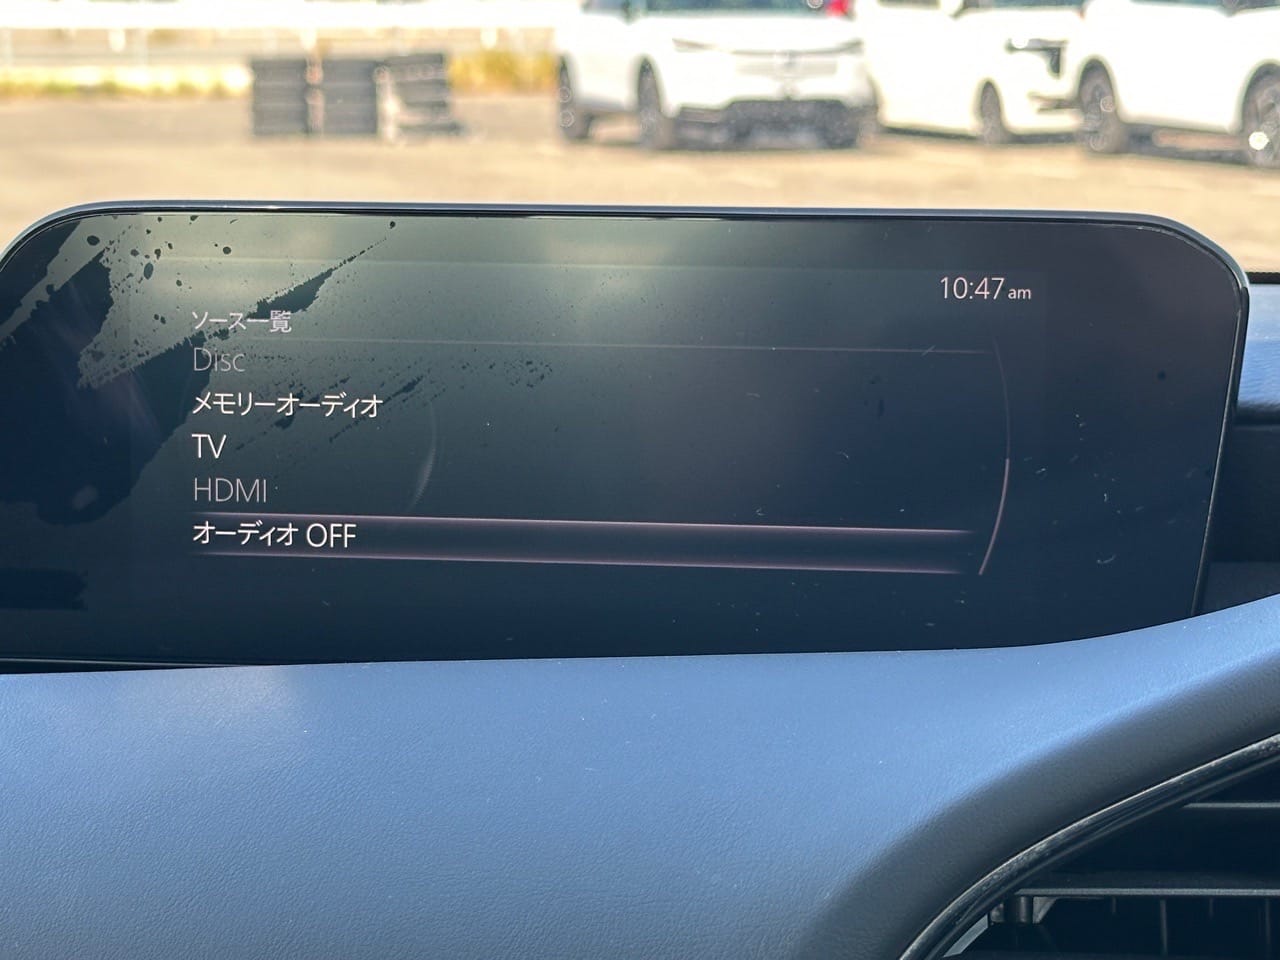 10:47 am
ソース一覧
Disc
メモリーオーディオ
TV
HDMI
オーディオ OFF